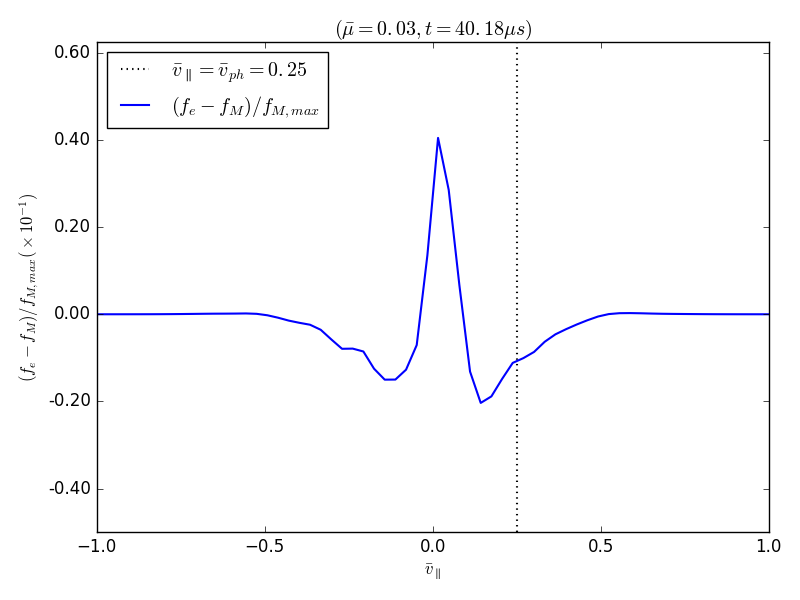 (μ̄ = 0.03, t = 40.18μs)
v̄∥ = v̄ph = 0.25
(fe − fM)/fM,max
0.60
0.40
0.20
0.00
-0.20
-0.40
(fe − fM)/fM,max(×10⁻¹)
−1.0 −0.5 0.0 0.5 1.0
v̄∥